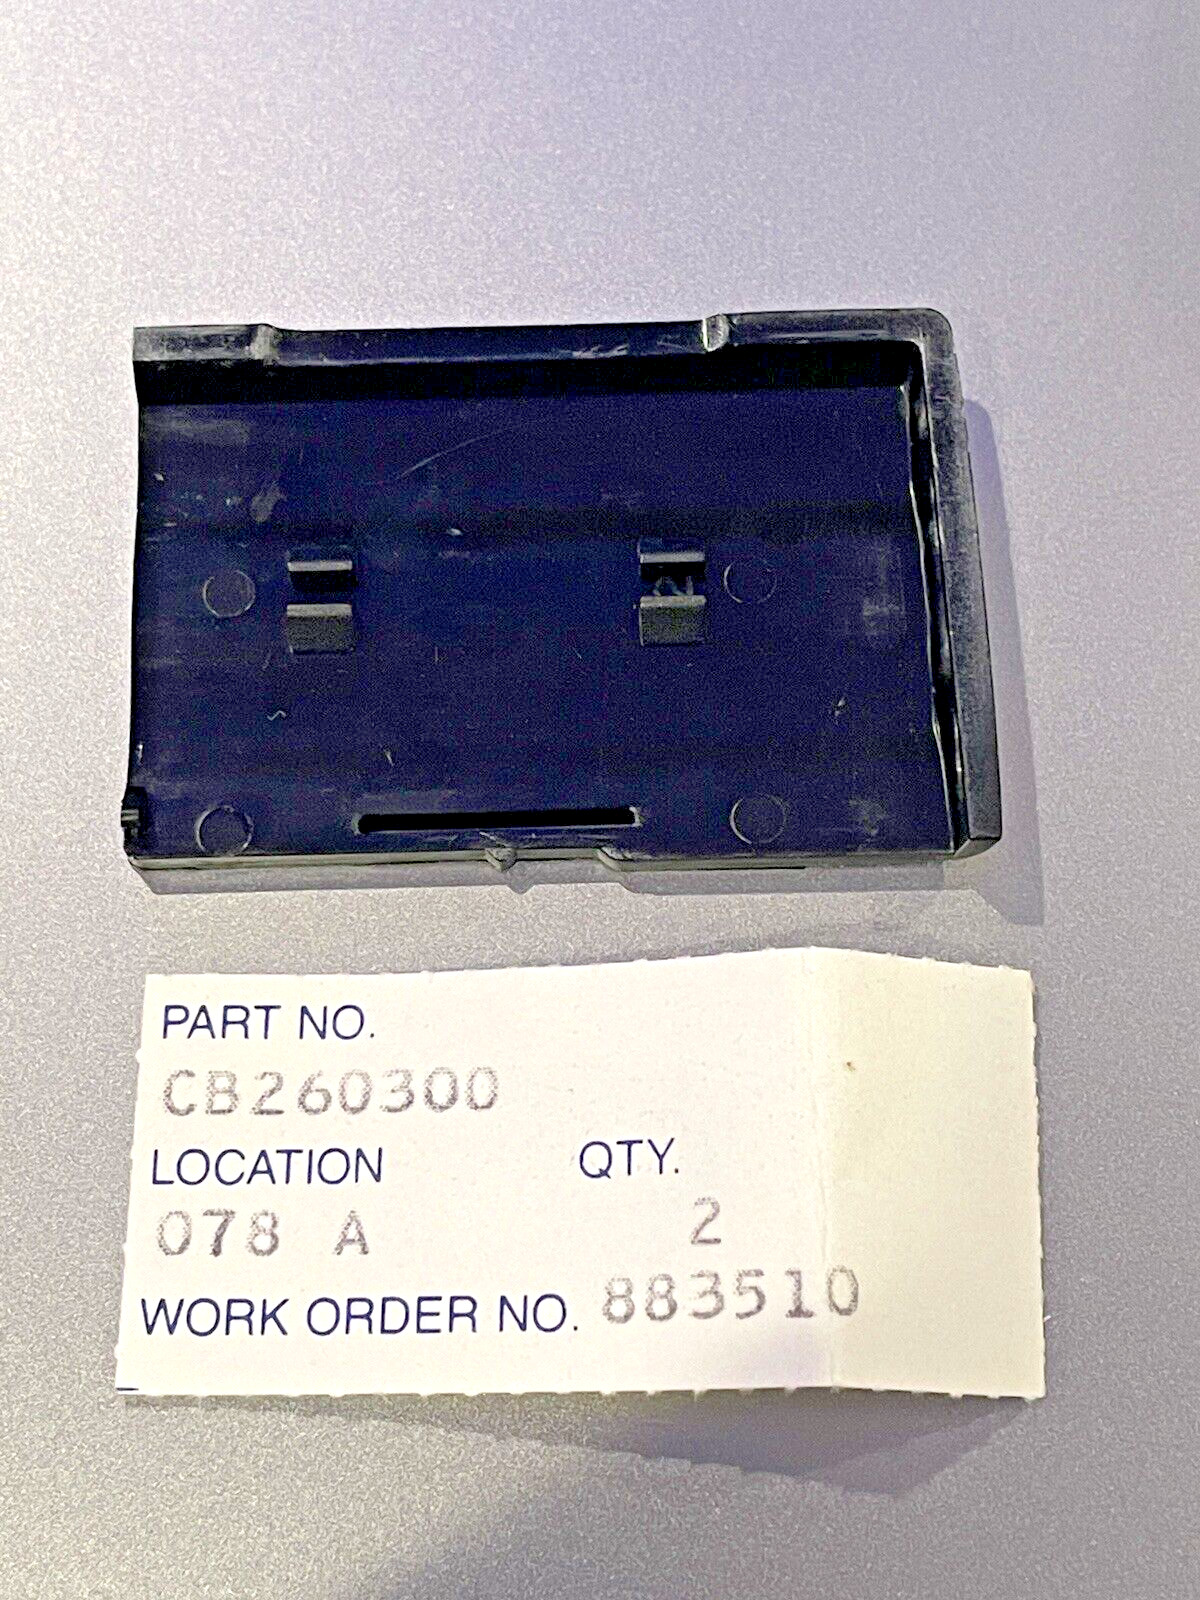 PART NO.
CB260300
LOCATION QTY.
078 A 2
WORK ORDER NO. 883510